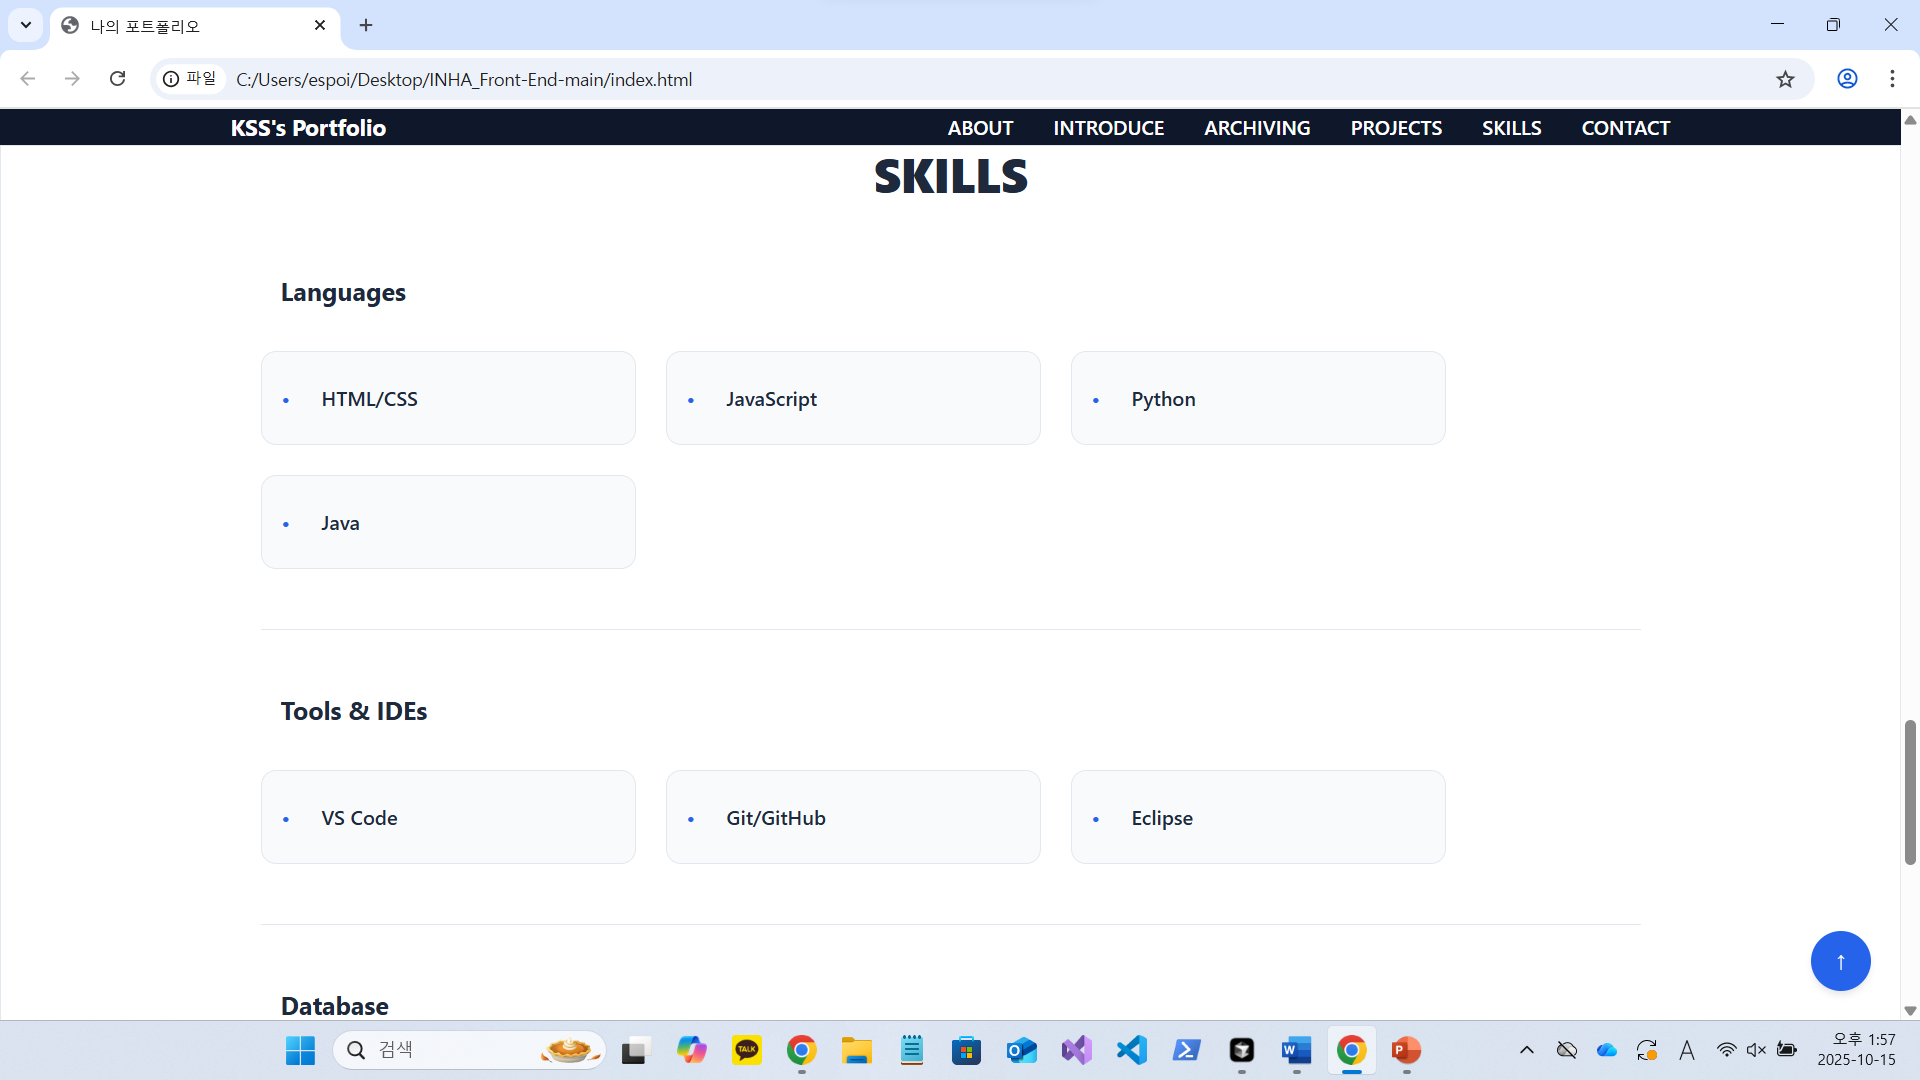 나의 포트폴리오
파일 C:/Users/espoi/Desktop/INHA_Front-End-main/index.html
KSS's Portfolio ABOUT INTRODUCE ARCHIVING PROJECTS SKILLS CONTACT
SKILLS
Languages
• HTML/CSS • JavaScript • Python
• Java
Tools & IDEs
• VS Code • Git/GitHub • Eclipse
↑
Database
검색 TALK A 오후 1:57
2025-10-15